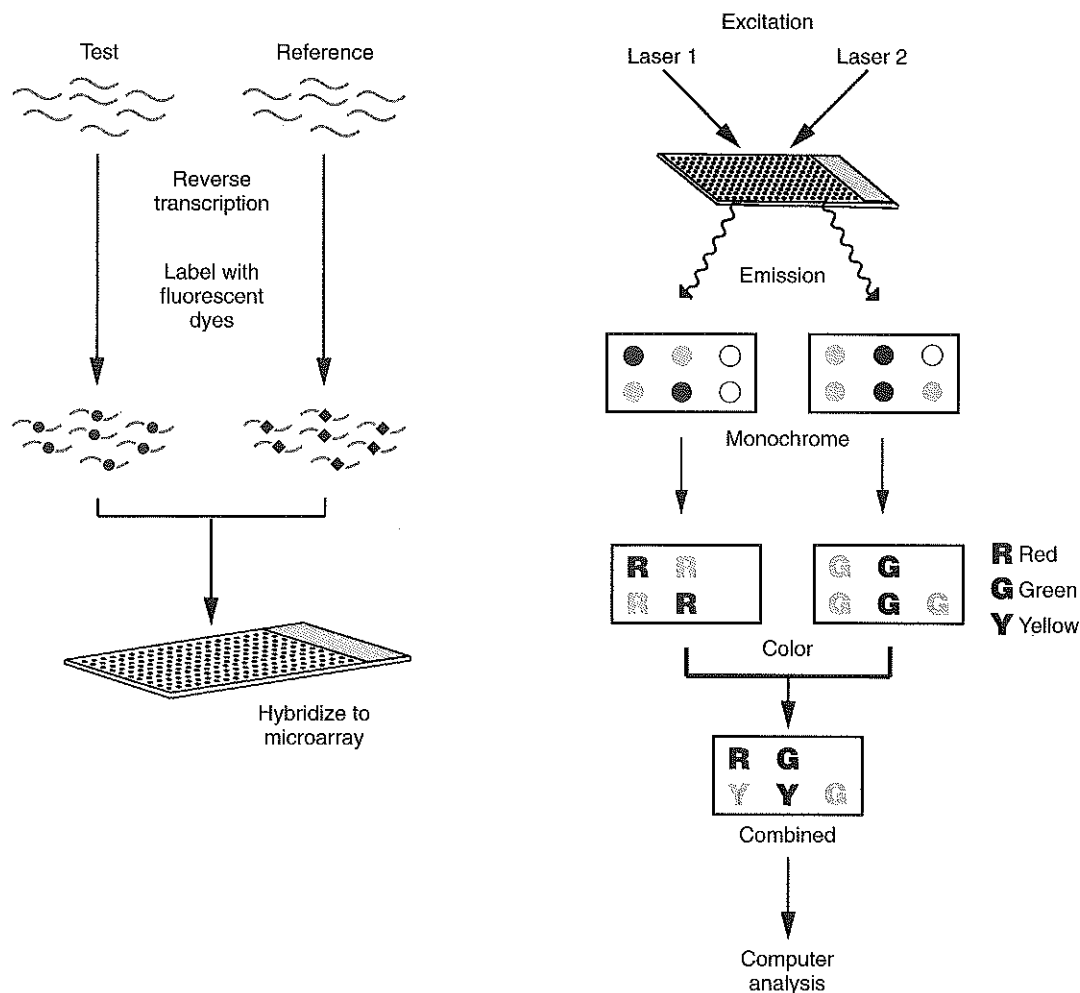 Test
Reference
Reverse
transcription
Label with
fluorescent
dyes
Hybridize to
microarray
Excitation
Laser 1
Laser 2
Emission
Monochrome
R R
R R
G G
G G G
R Red
G Green
Y Yellow
Color
R G
Y Y G
Combined
Computer
analysis